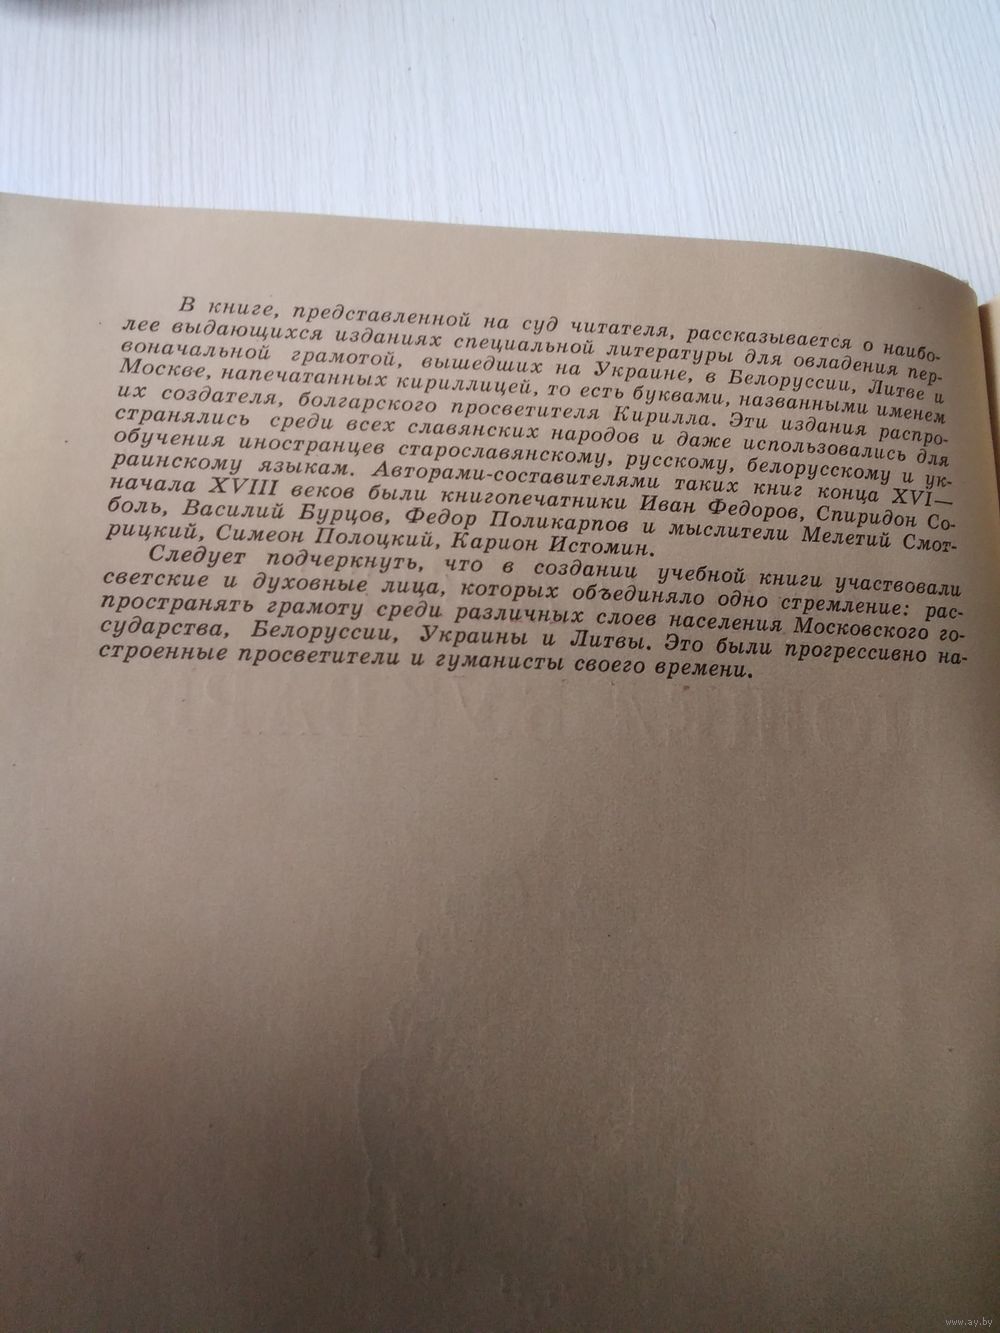 В книге, представленной на суд читателя, рассказывается о наибо-
лее выдающихся изданиях специальной литературы для овладения пер-
воначальной грамотой, вышедших на Украине, в Белоруссии, Литве и
Москве, напечатанных кириллицей, то есть буквами, названными именем
их создателя, болгарского просветителя Кирилла. Эти издания распро-
странялись среди всех славянских народов и даже использовались для
обучения иностранцев старославянскому, русскому, белорусскому и ук-
раинскому языкам. Авторами-составителями таких книг конца XVI—
начала XVIII веков были книгопечатники Иван Федоров, Спиридон Со-
боль, Василий Бурцов, Федор Поликарпов и мыслители Мелетий Смот-
рицкий, Симеон Полоцкий, Карион Истомин.
Следует подчеркнуть, что в создании учебной книги участвовали
светские и духовные лица, которых объединяло одно стремление: рас-
пространять грамоту среди различных слоев населения Московского го-
сударства, Белоруссии, Украины и Литвы. Это были прогрессивно на-
строенные просветители и гуманисты своего времени.
www.ay.by